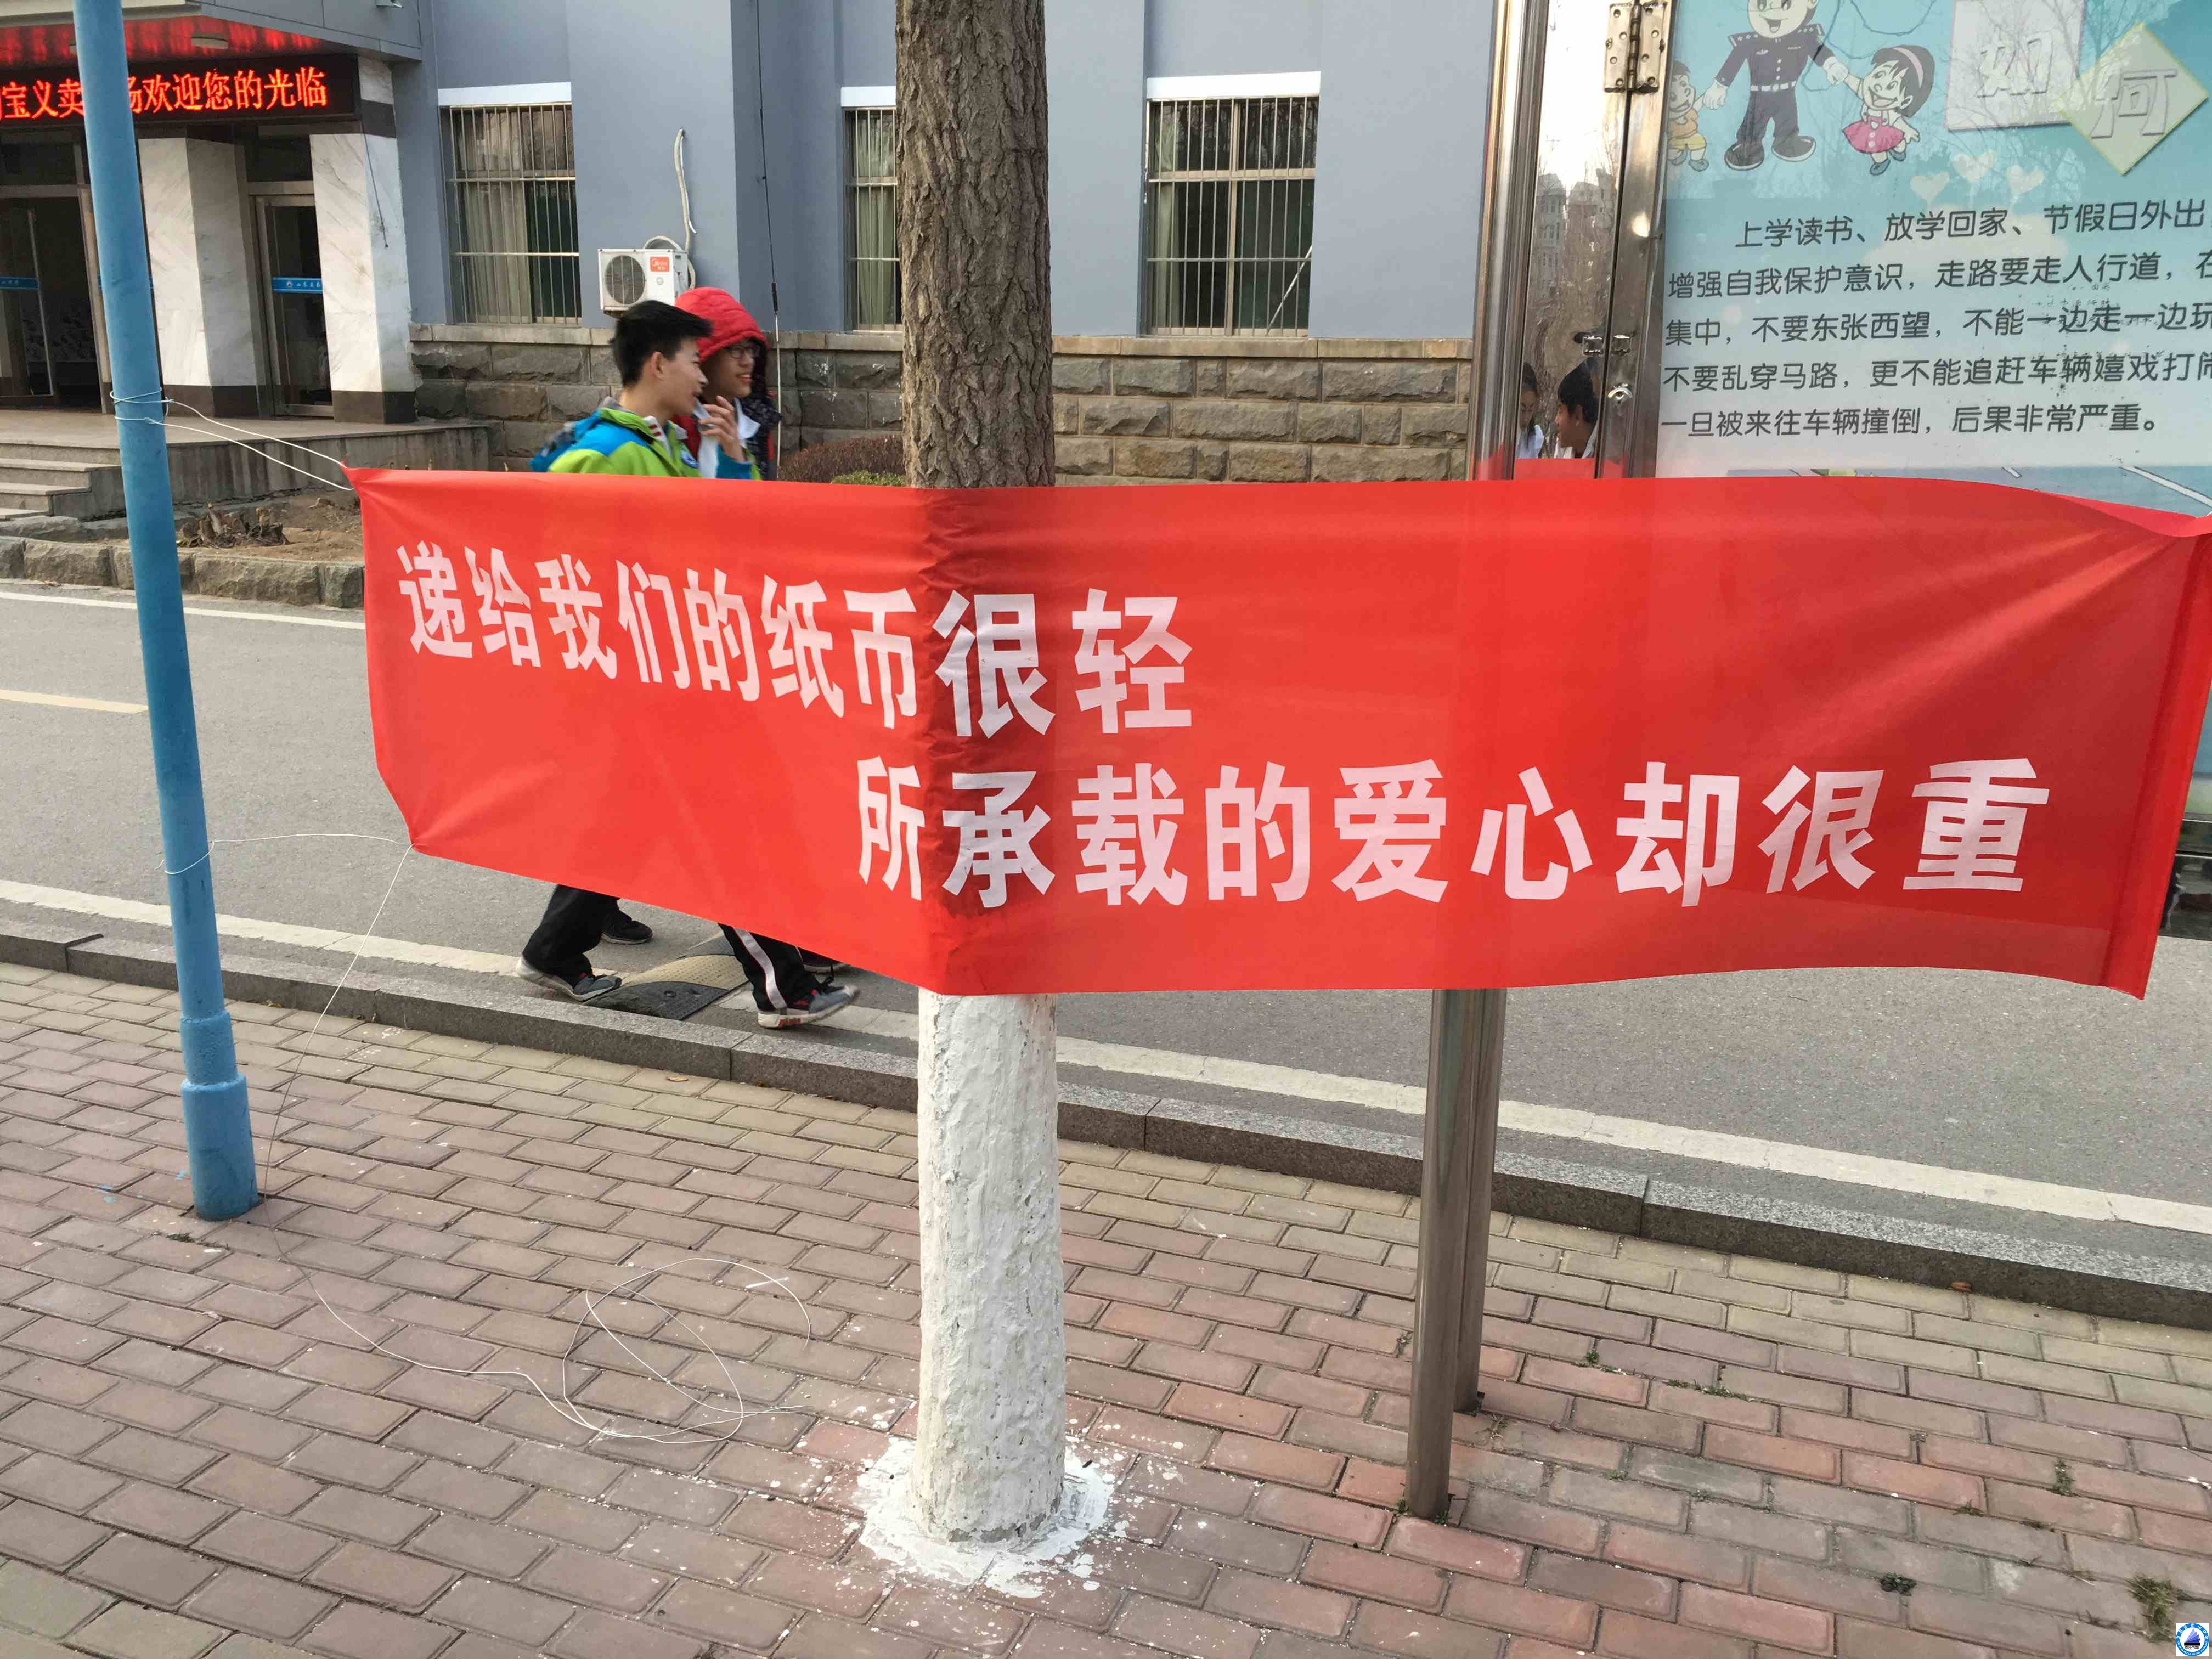 宝义卖
场欢迎您的光临
如何
上学读书、放学回家、节假日外出
增强自我保护意识，走路要走人行道，在
集中，不要东张西望，不能一边走一边玩
不要乱穿马路，更不能追赶车辆嬉戏打闹
一旦被来往车辆撞倒，后果非常严重。
递给我们的纸币很轻
所承载的爱心却很重